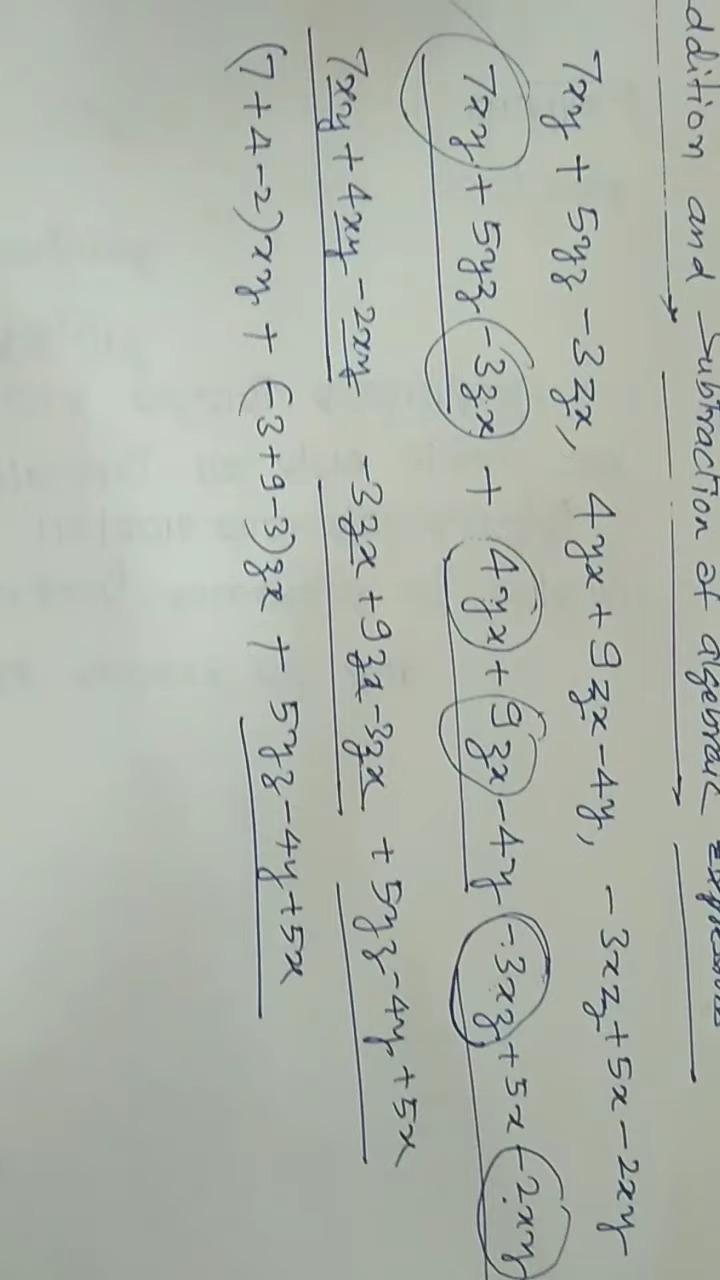 ddition and Subtraction of algebraic
7xy + 5yz - 3zx, 4yx + 9zx - 4y, -3xz + 5x - 2xy
7xy + 5yz - 3zx + 4yx + 9zx - 4y - 3xz + 5x - 2xy
7xy + 4xy - 2xy - 3zx + 9zx - 3zx + 5yz - 4y + 5x
(7 + 4 - 2)xy + (-3 + 9 - 3)zx + 5yz - 4y + 5x